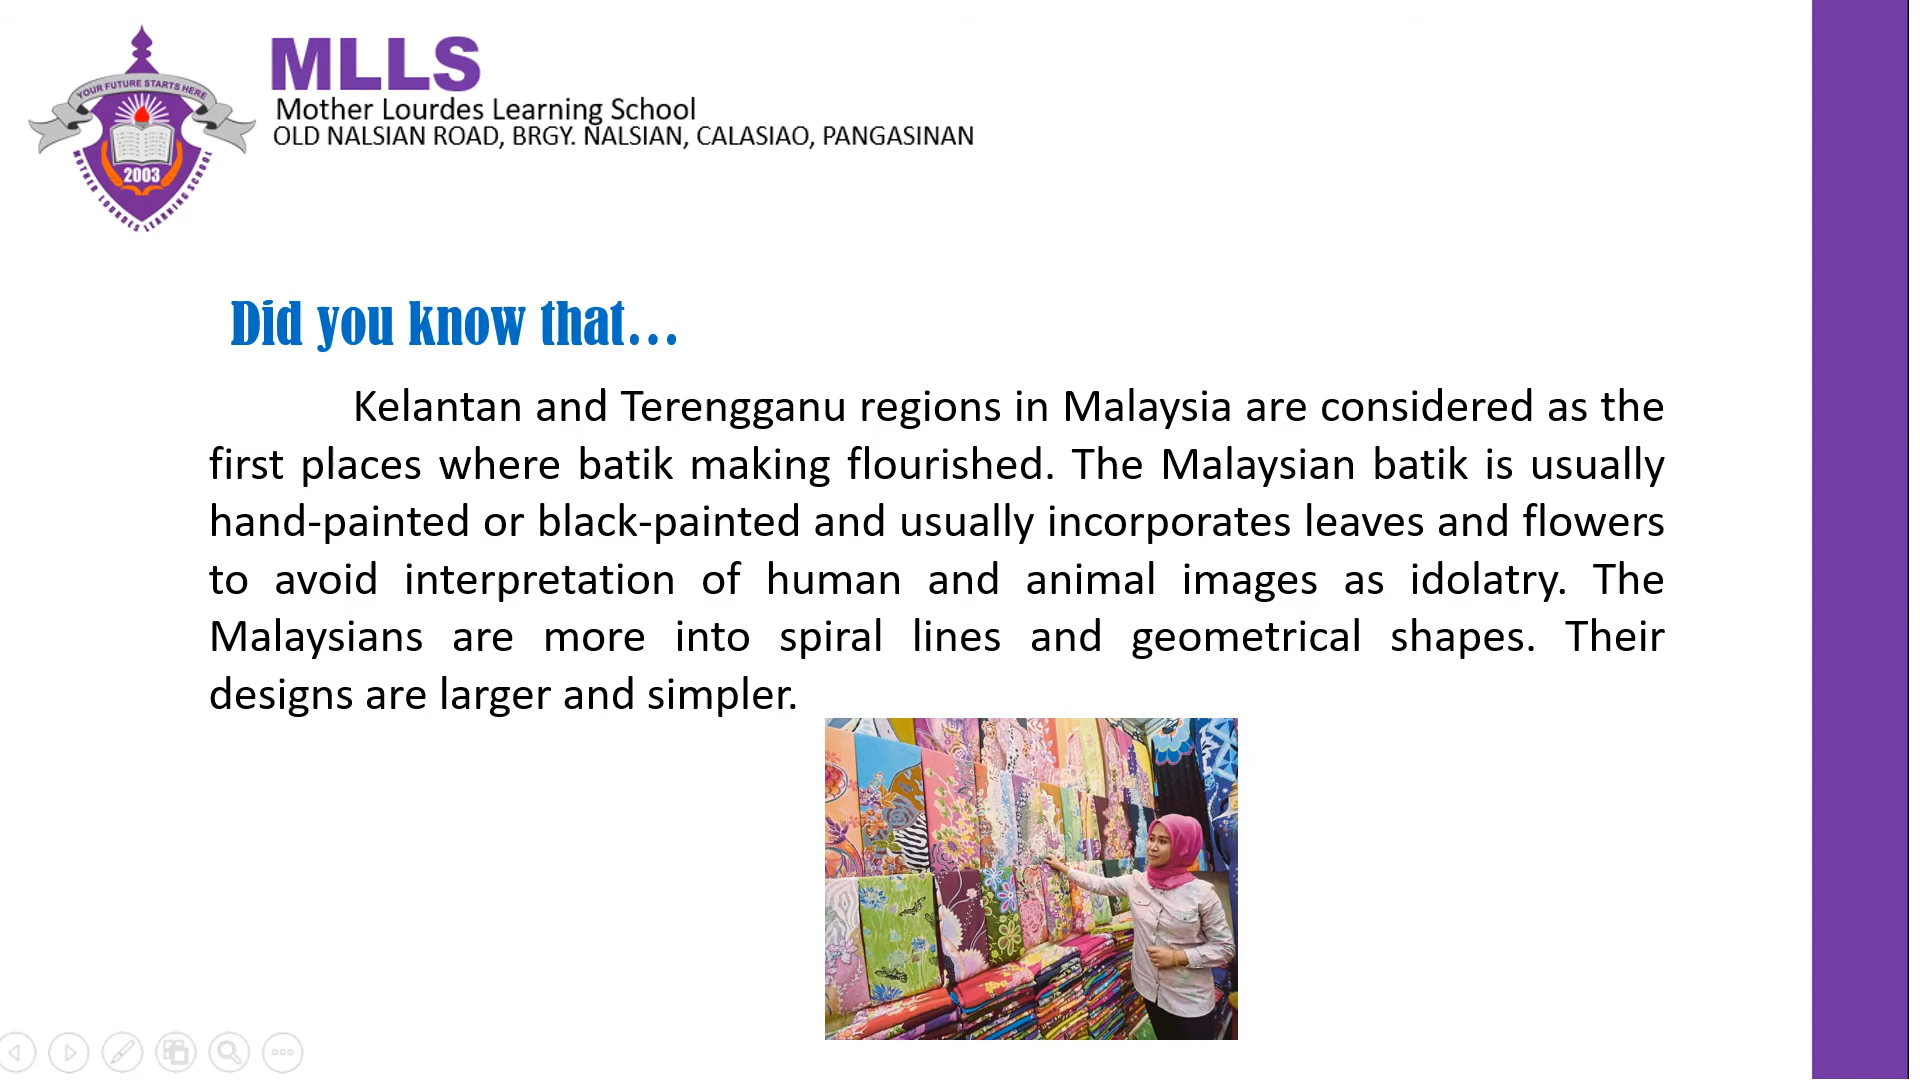 YOUR FUTURE STARTS HERE
2003
MOTHER LOURDES LEARNING SCHOOL
MLLS
Mother Lourdes Learning School
OLD NALSIAN ROAD, BRGY. NALSIAN, CALASIAO, PANGASINAN
Did you know that...
Kelantan and Terengganu regions in Malaysia are considered as the
first places where batik making flourished. The Malaysian batik is usually
hand-painted or black-painted and usually incorporates leaves and flowers
to avoid interpretation of human and animal images as idolatry. The
Malaysians are more into spiral lines and geometrical shapes. Their
designs are larger and simpler.